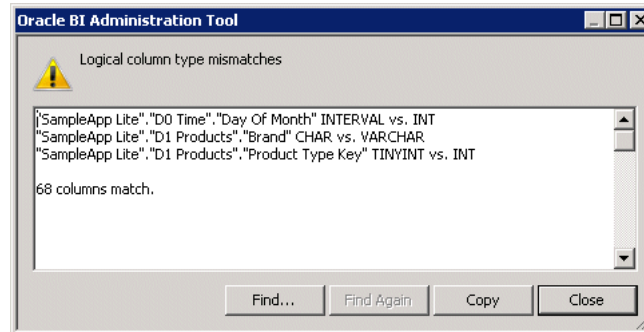 Oracle BI Administration Tool
Logical column type mismatches
"SampleApp Lite"."D0 Time"."Day Of Month" INTERVAL vs. INT
"SampleApp Lite"."D1 Products"."Brand" CHAR vs. VARCHAR
"SampleApp Lite"."D1 Products"."Product Type Key" TINYINT vs. INT
68 columns match.
Find... Find Again Copy Close